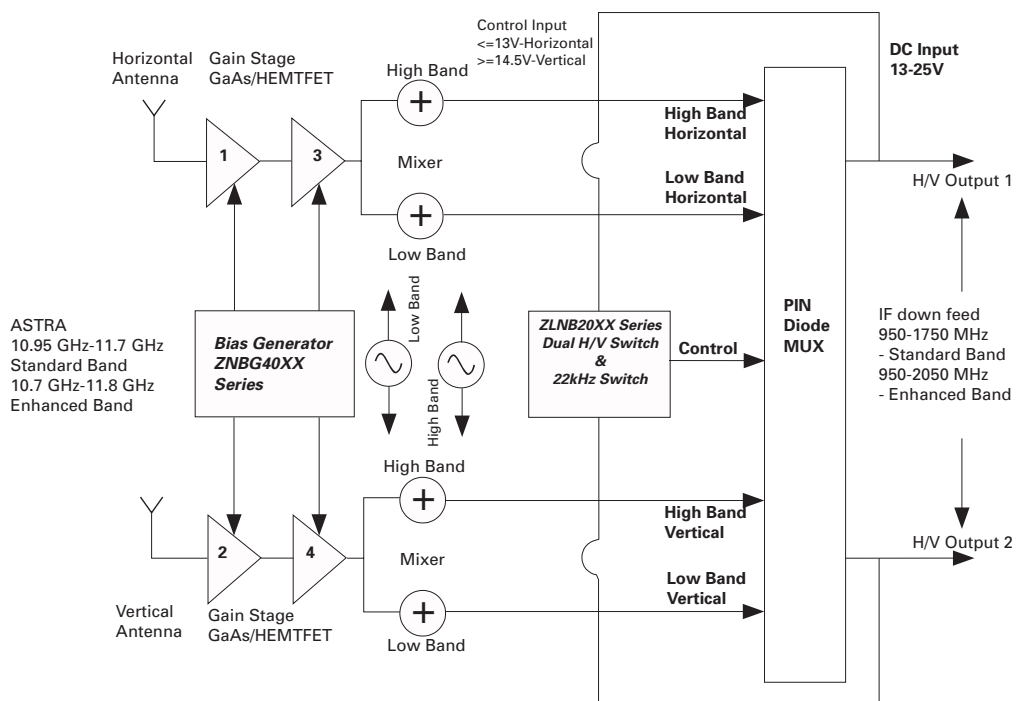 Control Input
<=13V-Horizontal
>=14.5V-Vertical
DC Input
13-25V
Horizontal
Antenna
Gain Stage
GaAs/HEMTFET
High Band
1
3
Mixer
High Band
Horizontal
Low Band
Horizontal
H/V Output 1
Low Band
Low Band
High Band
ASTRA
10.95 GHz-11.7 GHz
Standard Band
10.7 GHz-11.8 GHz
Enhanced Band
Bias Generator
ZNBG40XX
Series
ZLNB20XX Series
Dual H/V Switch
&
22kHz Switch
Control
PIN
Diode
MUX
IF down feed
950-1750 MHz
- Standard Band
950-2050 MHz
- Enhanced Band
High Band
2
4
Mixer
High Band
Vertical
Low Band
Vertical
H/V Output 2
Vertical
Antenna
Gain Stage
GaAs/HEMTFET
Low Band